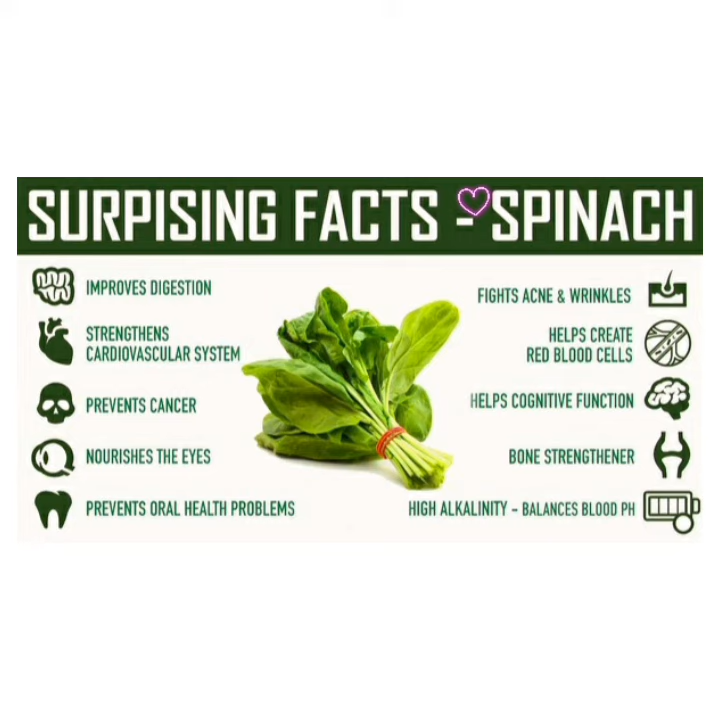 SURPISING FACTS - SPINACH
IMPROVES DIGESTION
STRENGTHENS
CARDIOVASCULAR SYSTEM
PREVENTS CANCER
NOURISHES THE EYES
PREVENTS ORAL HEALTH PROBLEMS
FIGHTS ACNE & WRINKLES
HELPS CREATE
RED BLOOD CELLS
HELPS COGNITIVE FUNCTION
BONE STRENGTHENER
HIGH ALKALINITY – BALANCES BLOOD PH